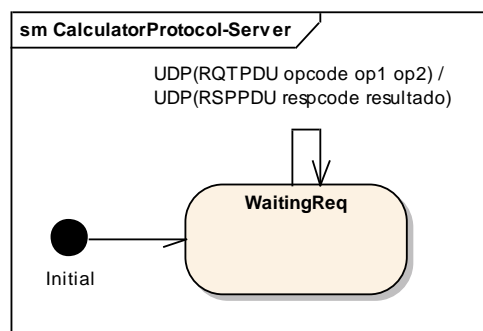 sm CalculatorProtocol-Server
UDP(RQTPDU opcode op1 op2) /
UDP(RSPPDU respcode resultado)
WaitingReq
Initial